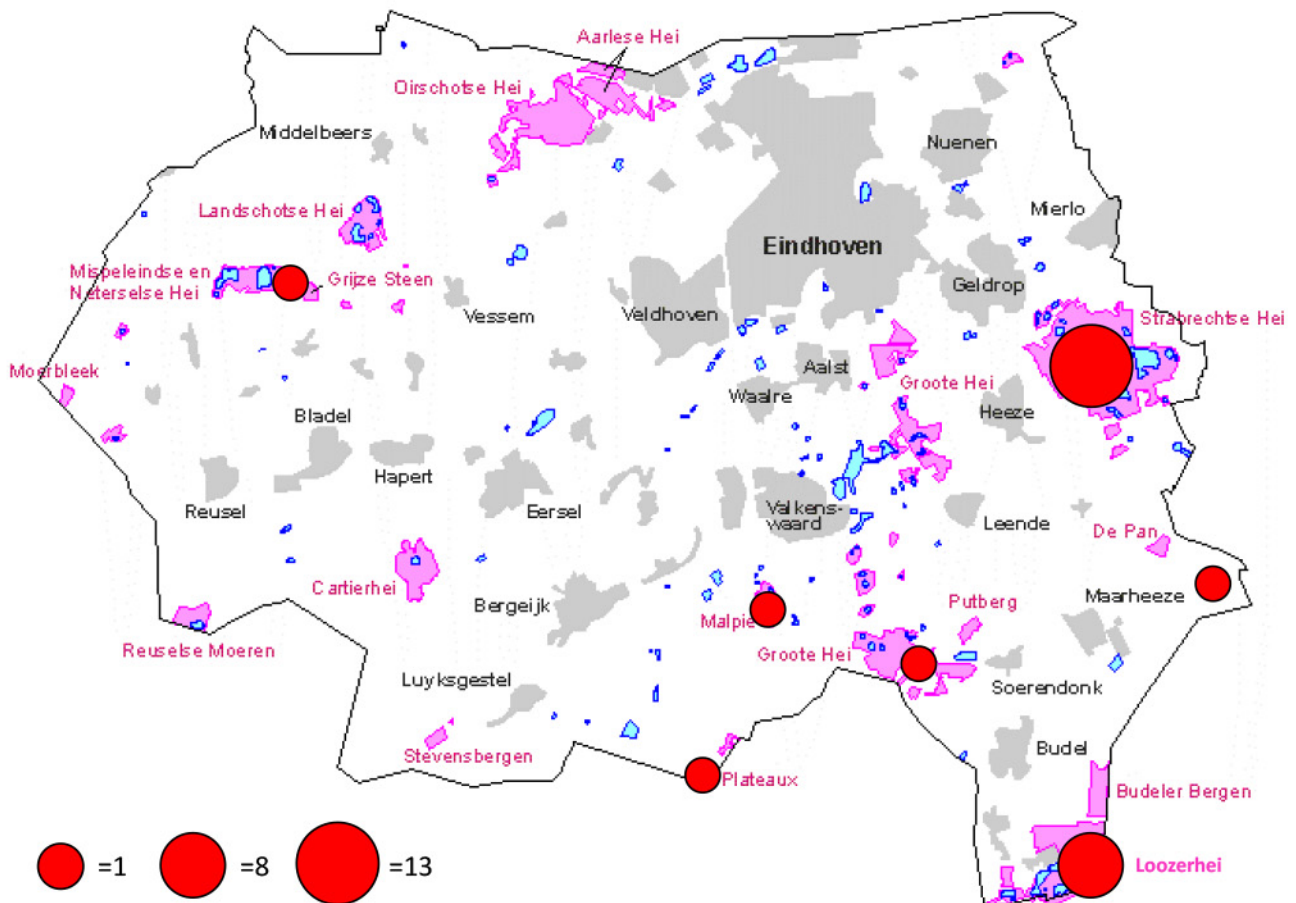 Aarlese Hei
Oirschotse Hei
Middelbeers
Nuenen
Landschotse Hei
Mierlo
Eindhoven
Mispeleindse en
Neterselse Hei
Grijze Steen
Geldrop
Vessem
Veldhoven
Strabrechtse Hei
Moerbleek
Aalst
Groote Hei
Waalre
Heeze
Bladel
Hapert
Reusel
Eersel
Valkens-
waard
Leende
De Pan
Cartierhei
Bergeijk
Malpie
Putberg
Maarheeze
Reuselse Moeren
Groote Hei
Luyksgestel
Soerendonk
Stevensbergen
Budel
Plateaux
Budeler Bergen
=1
=8
=13
Loozerhei